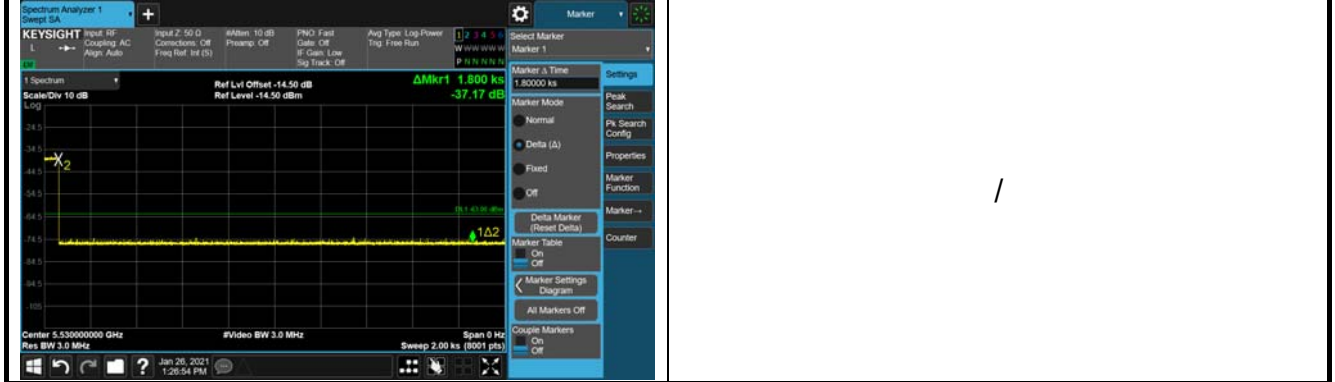 Spectrum Analyzer 1
Swept SA
+
Marker
KEYSIGHT
L
Input: RF
Coupling: AC
Align: Auto
Input Z: 50 Ω
Corrections: Off
Freq Ref: Int (S)
#Atten: 10 dB
Preamp: Off
PNO: Fast
Gate: Off
IF Gain: Low
Sig Track: Off
Avg Type: Log-Power
Trig: Free Run
1 2 3 4 5 6
W W W W W W
P N N N N N
Select Marker
Marker 1
1 Spectrum
Scale/Div 10 dB
Log
Ref Lvl Offset -14.50 dB
Ref Level -14.50 dBm
ΔMkr1 1.800 ks
-37.17 dB
-24.5
-34.5
-44.5
-54.5
-64.5
-74.5
-84.5
-94.5
-105
2
1Δ2
Center 5.530000000 GHz
Res BW 3.0 MHz
#Video BW 3.0 MHz
Span 0 Hz
Sweep 2.00 ks (8001 pts)
Marker Δ Time
1.80000 ks
Marker Mode
Normal
Delta (Δ)
Fixed
Off
Delta Marker
(Reset Delta)
Marker Table
On
Off
Marker Settings
Diagram
All Markers Off
Couple Markers
On
Off
Settings
Peak
Search
Pk Search
Config
Properties
Marker
Function
Marker→
Counter
?
Jan 26, 2021
1:26:54 PM
/